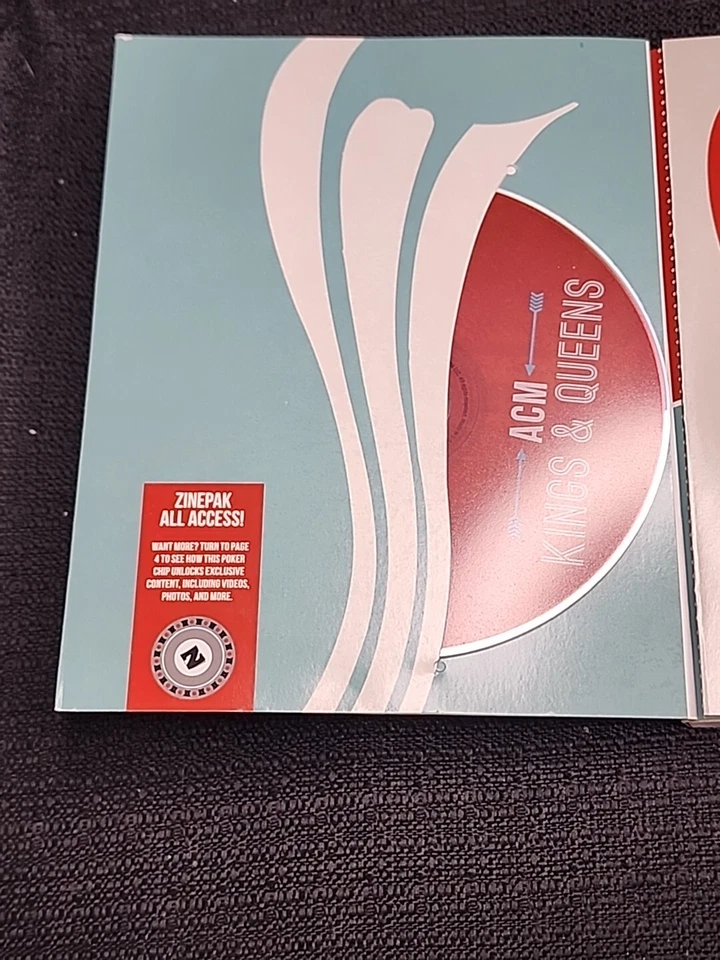 ACM
KINGS & QUEENS
ZINEPAK
ALL ACCESS!
WANT MORE? TURN TO PAGE
4 TO SEE HOW THIS POKER
CHIP UNLOCKS EXCLUSIVE
CONTENT, INCLUDING VIDEOS,
PHOTOS, AND MORE.
N